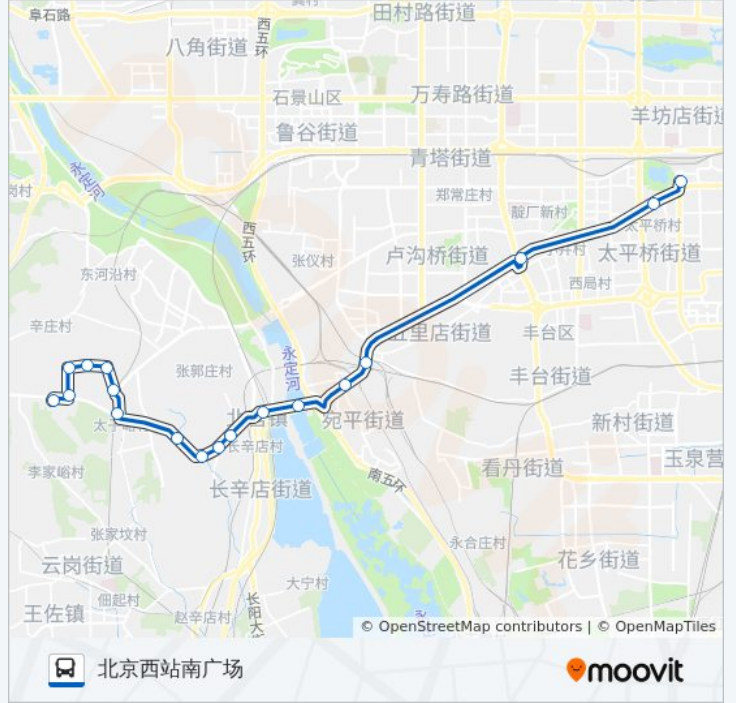 田村路街道
阜石路
西五环
八角街道
石景山区
万寿路街道
羊坊店街道
鲁谷街道
青塔街道
永定河
岗村
郑常庄村
靛厂新村
太平桥村
西五环
张仪村
卢沟桥街道
太平桥街道
东河沿村
西局村
辛庄村
五里店街道
丰台区
永定河
张郭庄村
丰台街道
宛平街道
新村街道
长辛店村
玉泉营
李家峪村
看丹街道
南五环
长辛店街道
张家坟村
永合庄村
云岗街道
花乡街道
大宁村
佃起村
王佐镇
赵辛店村
长阳大
© OpenStreetMap contributors | © OpenMapTiles
北京西站南广场
moovit